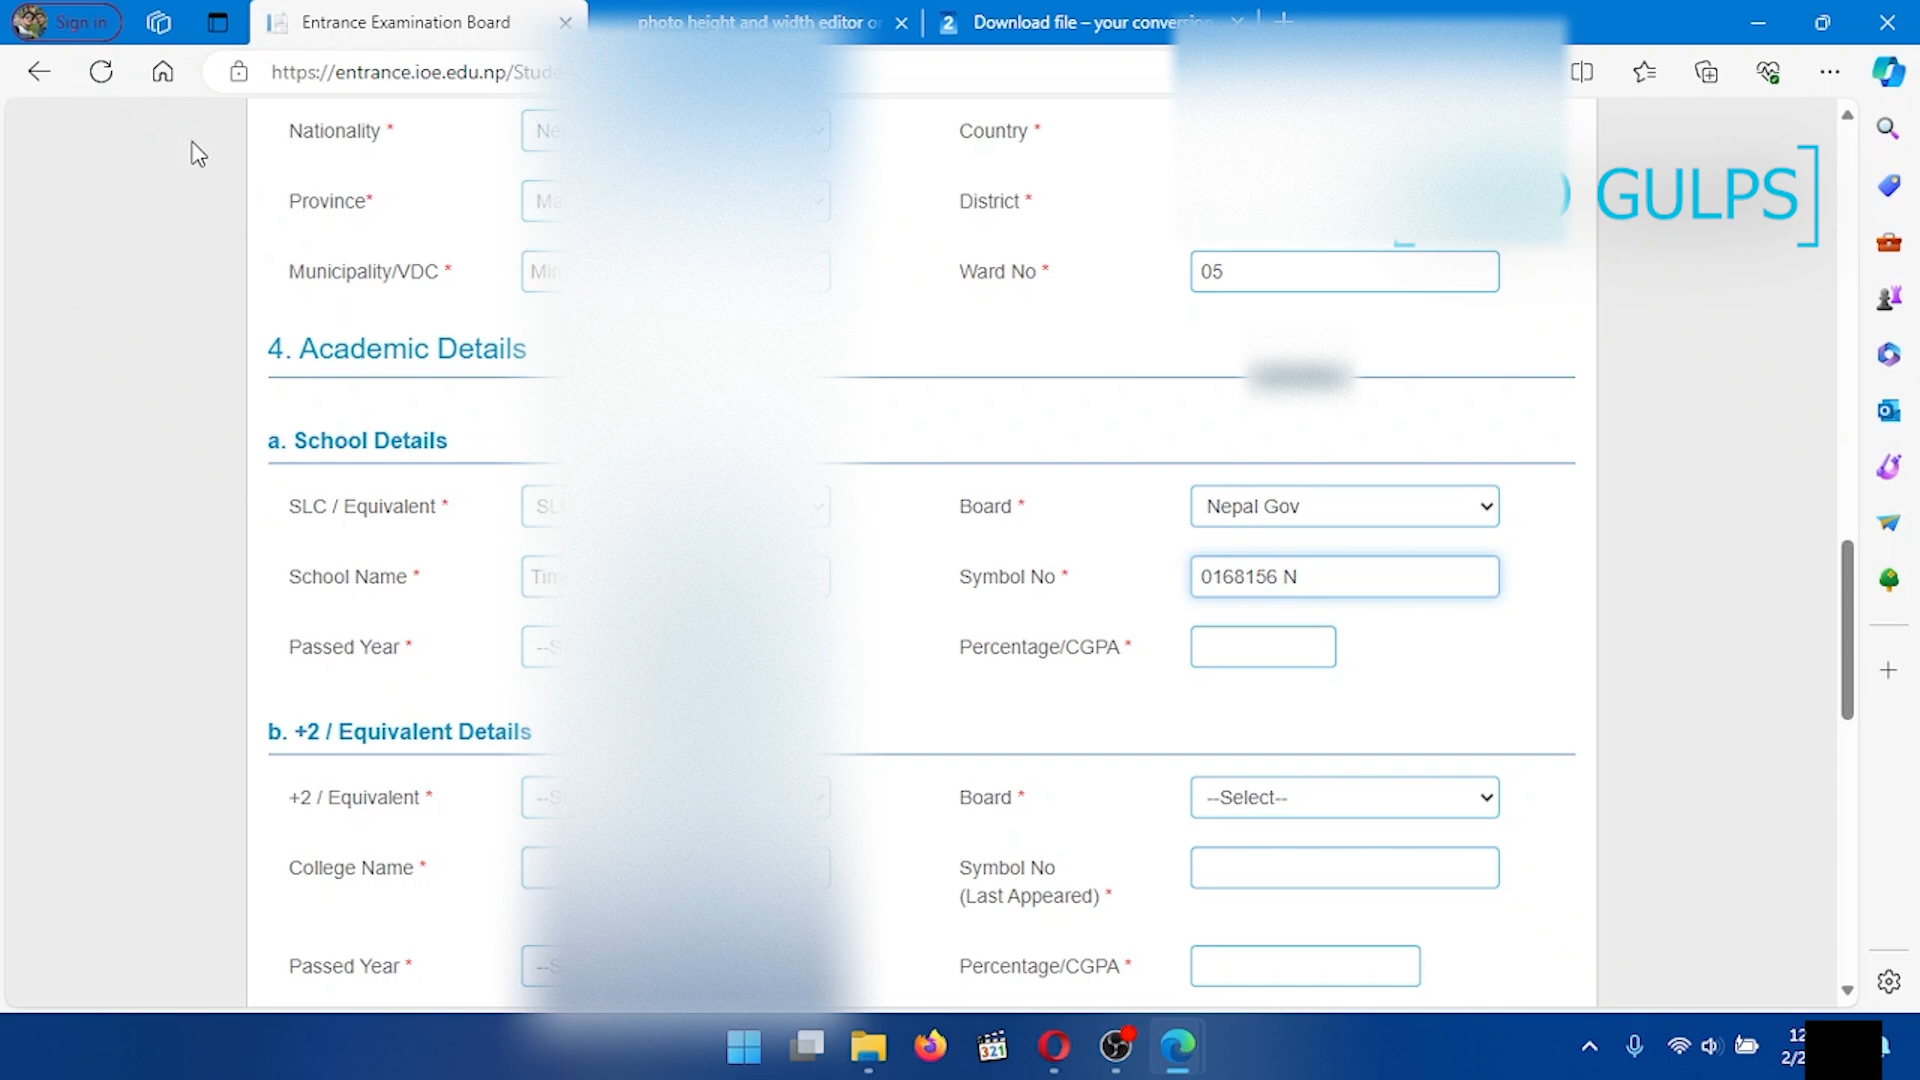 Sign in
Entrance Examination Board
photo height and width editor
2 Download file – your conversion
https://entrance.ioe.edu.np/Stude
Nationality * Country *
GULPS]
Province* District *
Municipality/VDC * Ward No * 05
4. Academic Details
a. School Details
SLC / Equivalent * Board * Nepal Gov
School Name * Symbol No * 0168156 N
Passed Year * Percentage/CGPA *
b. +2 / Equivalent Details
+2 / Equivalent * Board * --Select--
College Name * Symbol No
(Last Appeared) *
Passed Year * Percentage/CGPA *
321